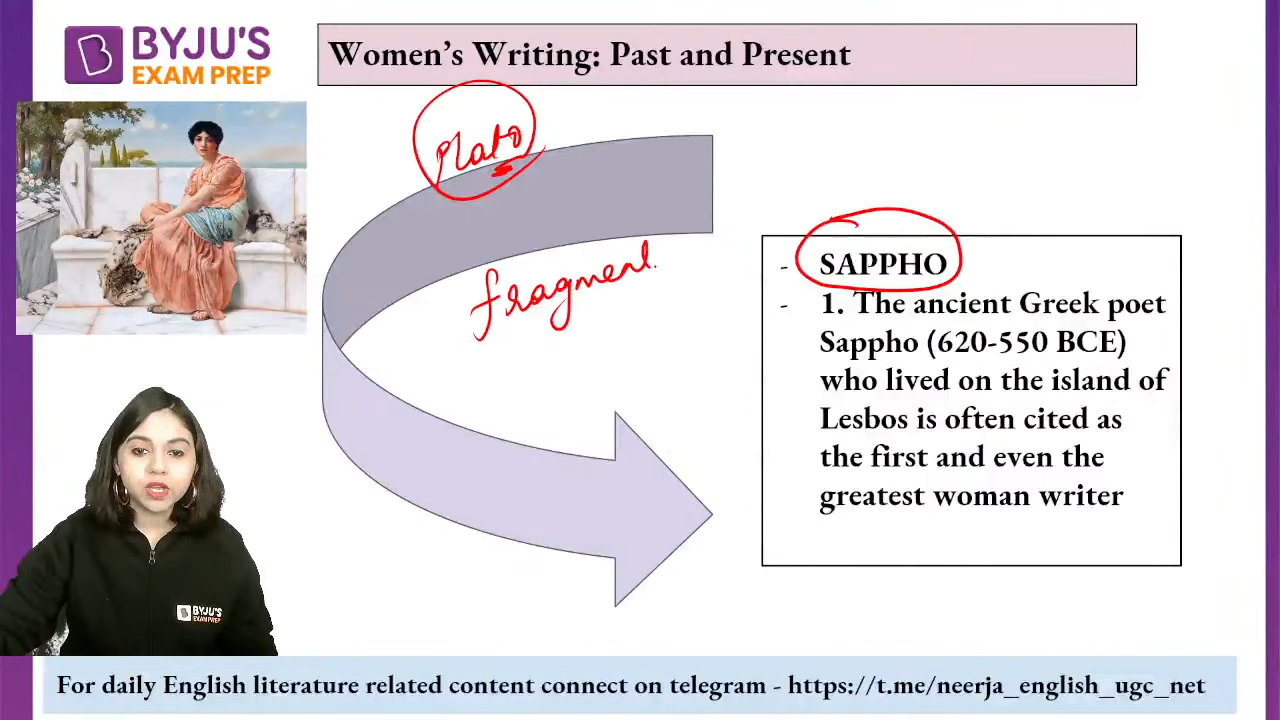 BYJU'S
EXAM PREP
Women's Writing: Past and Present
Plato
fragment
- SAPPHO
- 1. The ancient Greek poet
Sappho (620-550 BCE)
who lived on the island of
Lesbos is often cited as
the first and even the
greatest woman writer
BYJU'S
EXAM PREP
For daily English literature related content connect on telegram - https://t.me/neerja_english_ugc_net